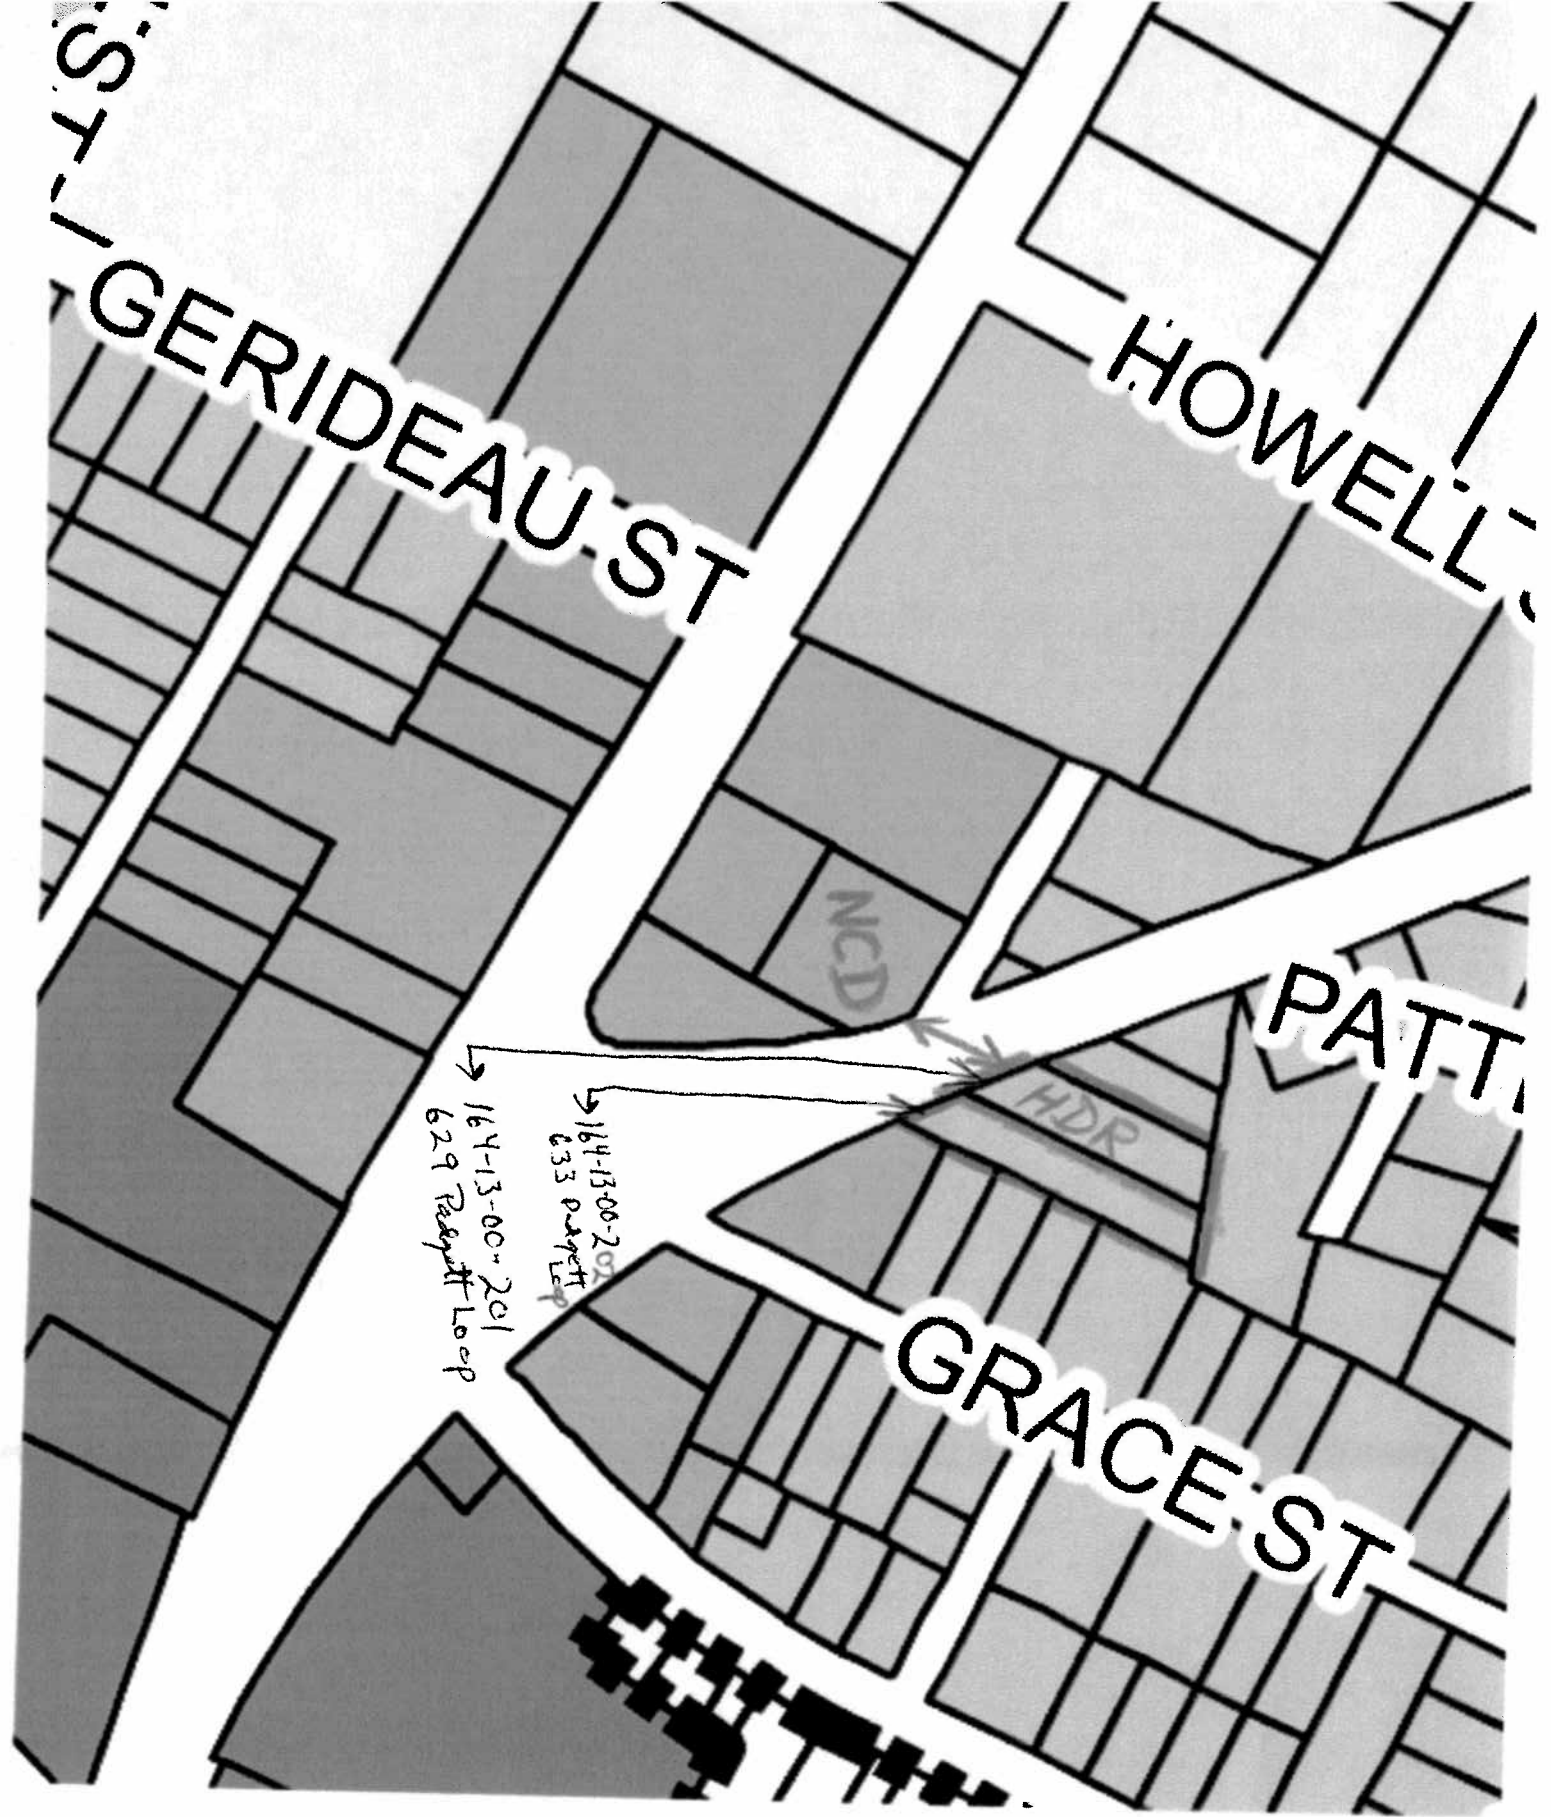 ST
GERIDEAU ST
HOWELL
NCD
PATT
HDR
164-13-00-201
629 Padgett Loop
164-13-00-202
633 Padgett
Loop
GRACE ST